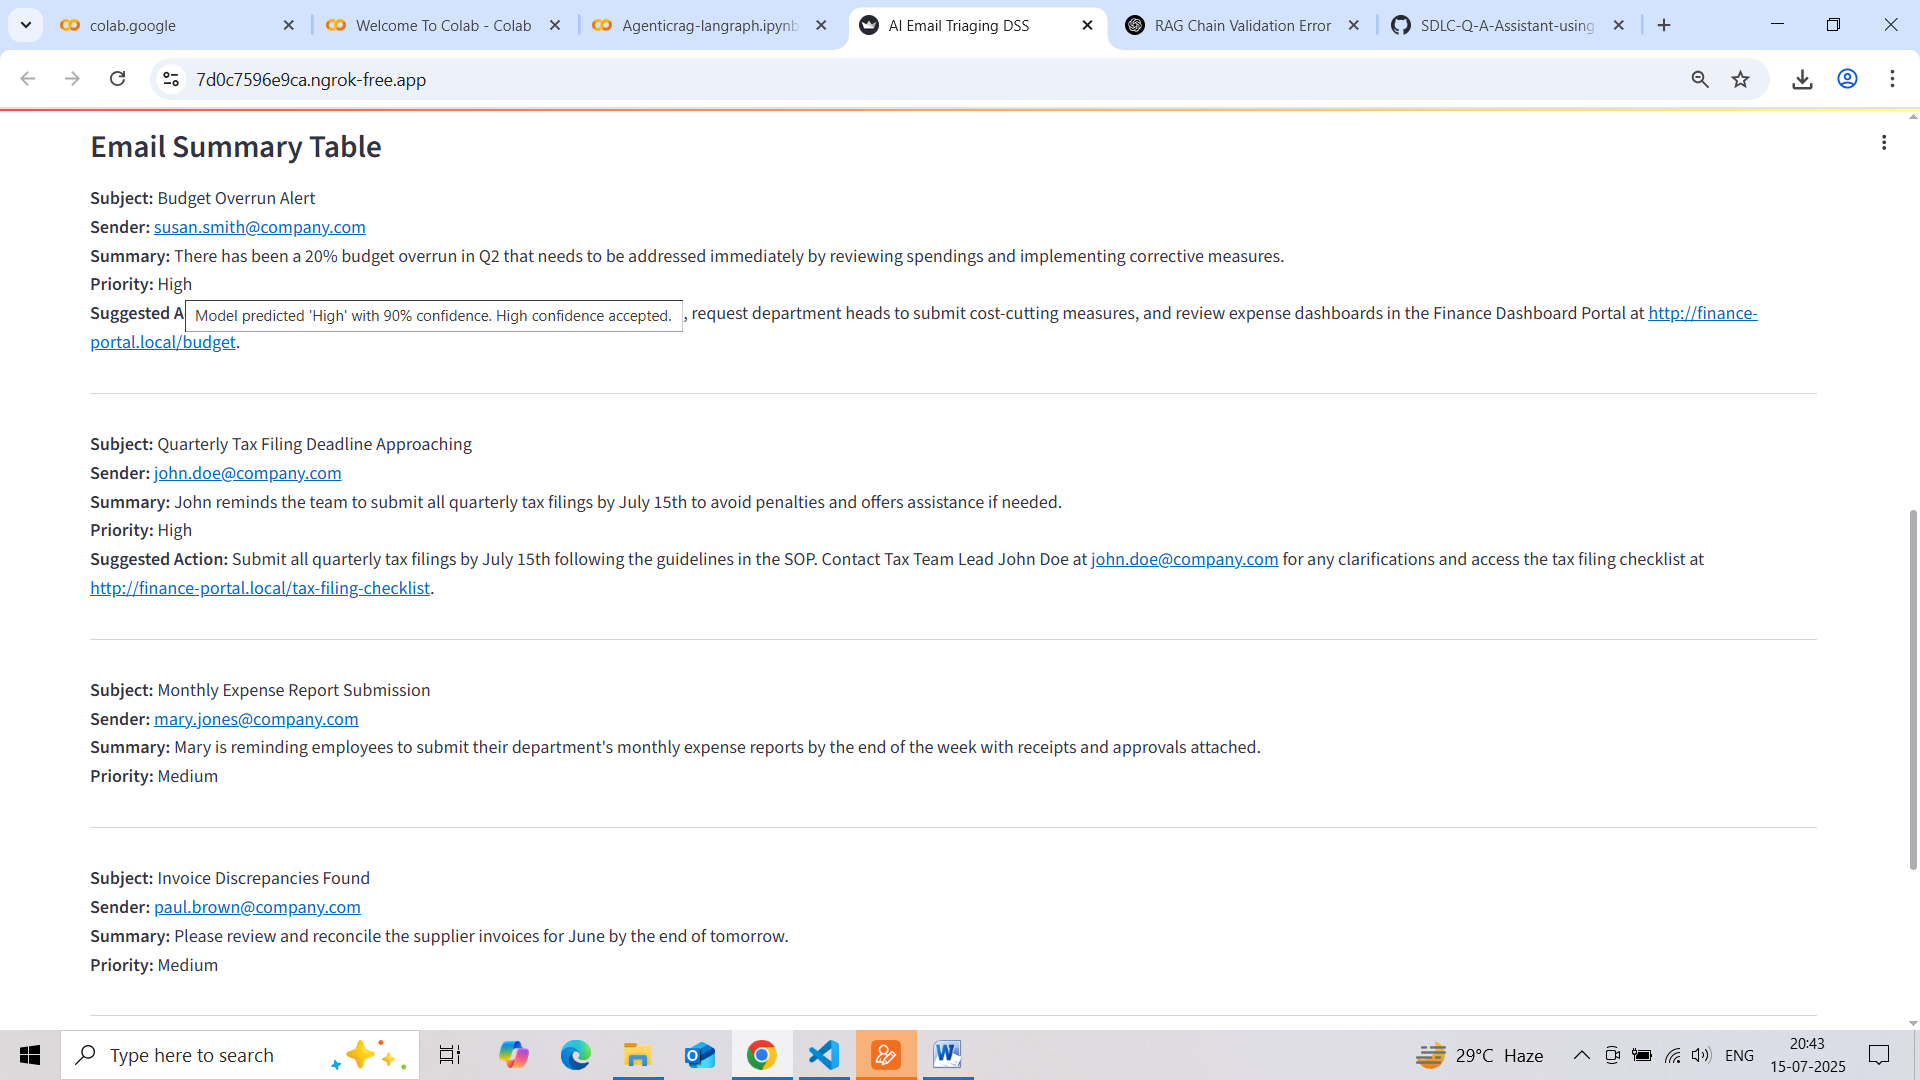 colab.google
Welcome To Colab - Colab
Agenticrag-langraph.ipynb
AI Email Triaging DSS
RAG Chain Validation Error
SDLC-Q-A-Assistant-using
7d0c7596e9ca.ngrok-free.app
Email Summary Table
Subject: Budget Overrun Alert
Sender: susan.smith@company.com
Summary: There has been a 20% budget overrun in Q2 that needs to be addressed immediately by reviewing spendings and implementing corrective measures.
Priority: High
Suggested A
Model predicted 'High' with 90% confidence. High confidence accepted.
, request department heads to submit cost-cutting measures, and review expense dashboards in the Finance Dashboard Portal at http://finance-
portal.local/budget.
Subject: Quarterly Tax Filing Deadline Approaching
Sender: john.doe@company.com
Summary: John reminds the team to submit all quarterly tax filings by July 15th to avoid penalties and offers assistance if needed.
Priority: High
Suggested Action: Submit all quarterly tax filings by July 15th following the guidelines in the SOP. Contact Tax Team Lead John Doe at john.doe@company.com for any clarifications and access the tax filing checklist at
http://finance-portal.local/tax-filing-checklist.
Subject: Monthly Expense Report Submission
Sender: mary.jones@company.com
Summary: Mary is reminding employees to submit their department's monthly expense reports by the end of the week with receipts and approvals attached.
Priority: Medium
Subject: Invoice Discrepancies Found
Sender: paul.brown@company.com
Summary: Please review and reconcile the supplier invoices for June by the end of tomorrow.
Priority: Medium
Type here to search
29°C Haze
ENG
20:43
15-07-2025